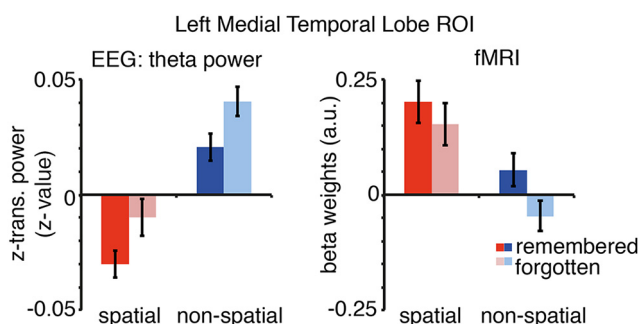 Left Medial Temporal Lobe ROI
EEG: theta power
z-trans. power
(z- value)
0.05
0
-0.05
spatial non-spatial
fMRI
beta weights (a.u.)
0.25
0
-0.25
remembered
forgotten
spatial non-spatial